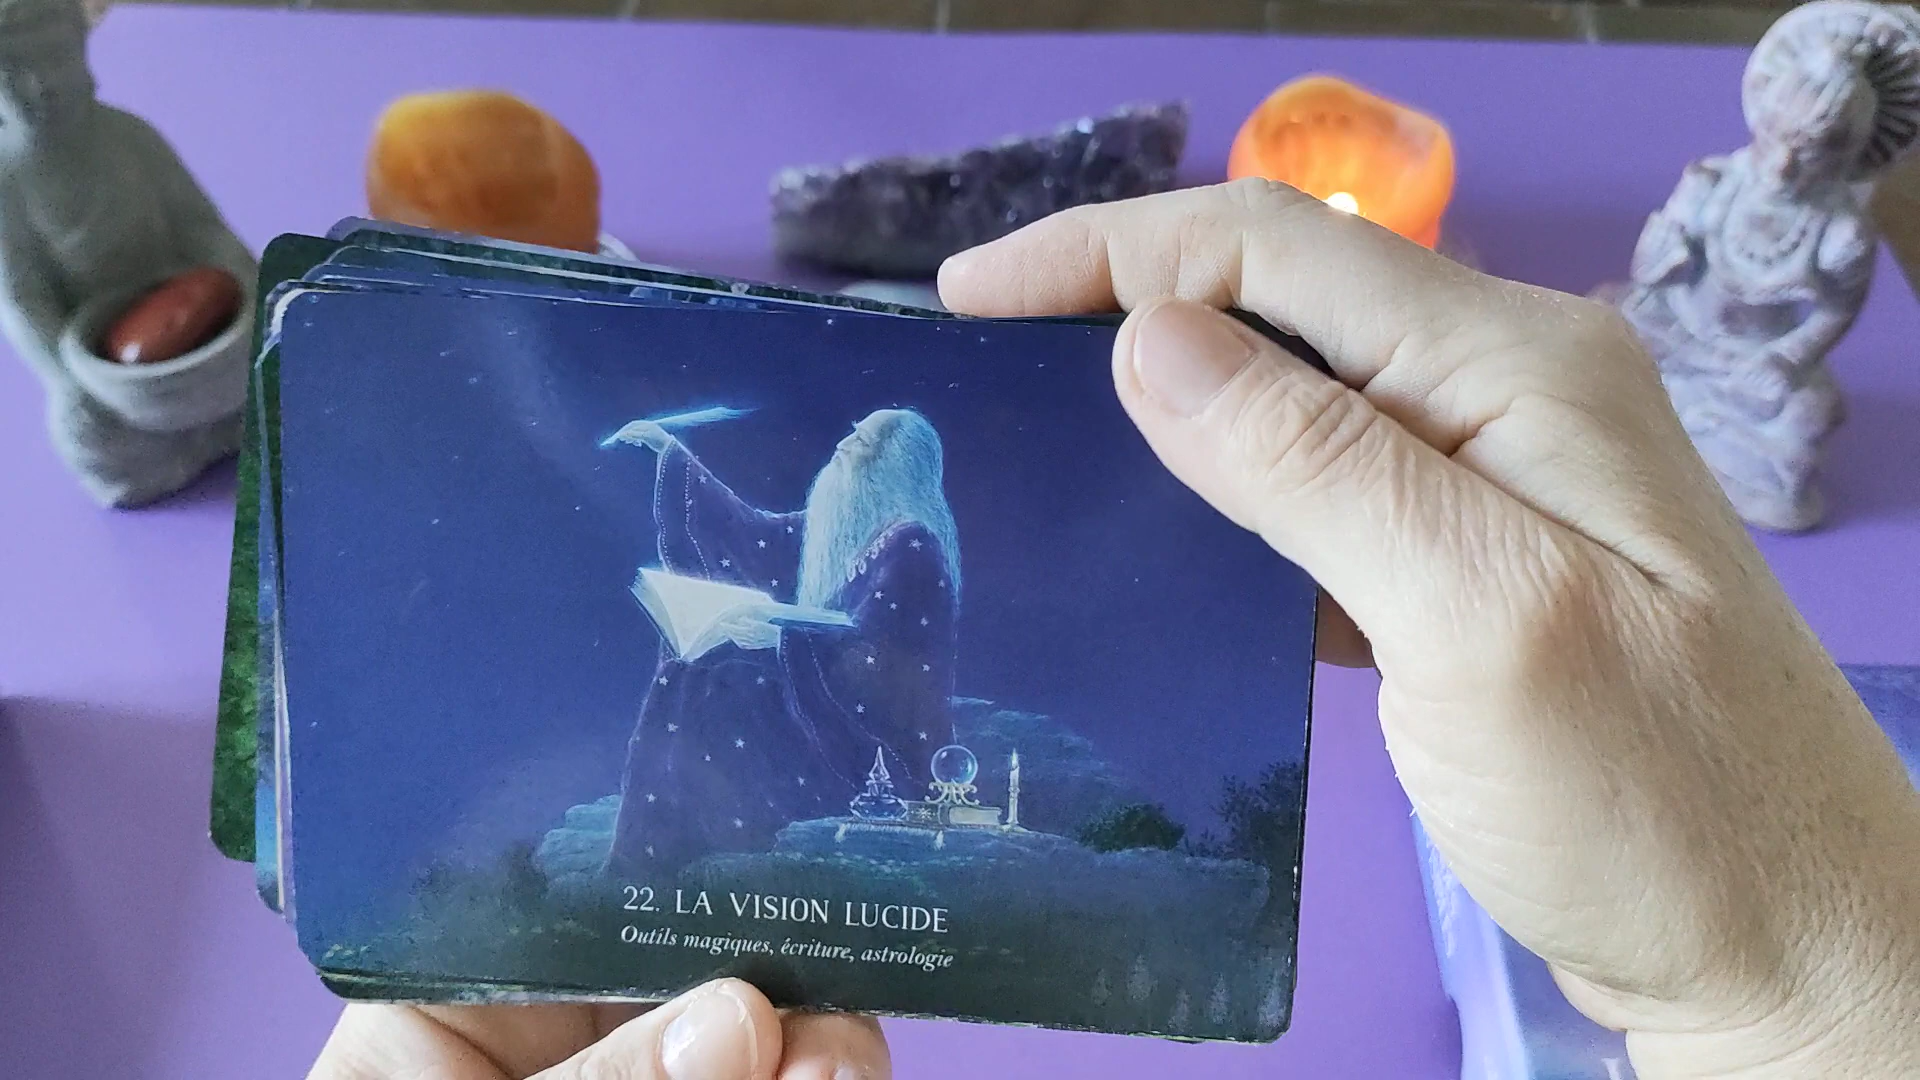 22. LA VISION LUCIDE
Outils magiques, écriture, astrologie